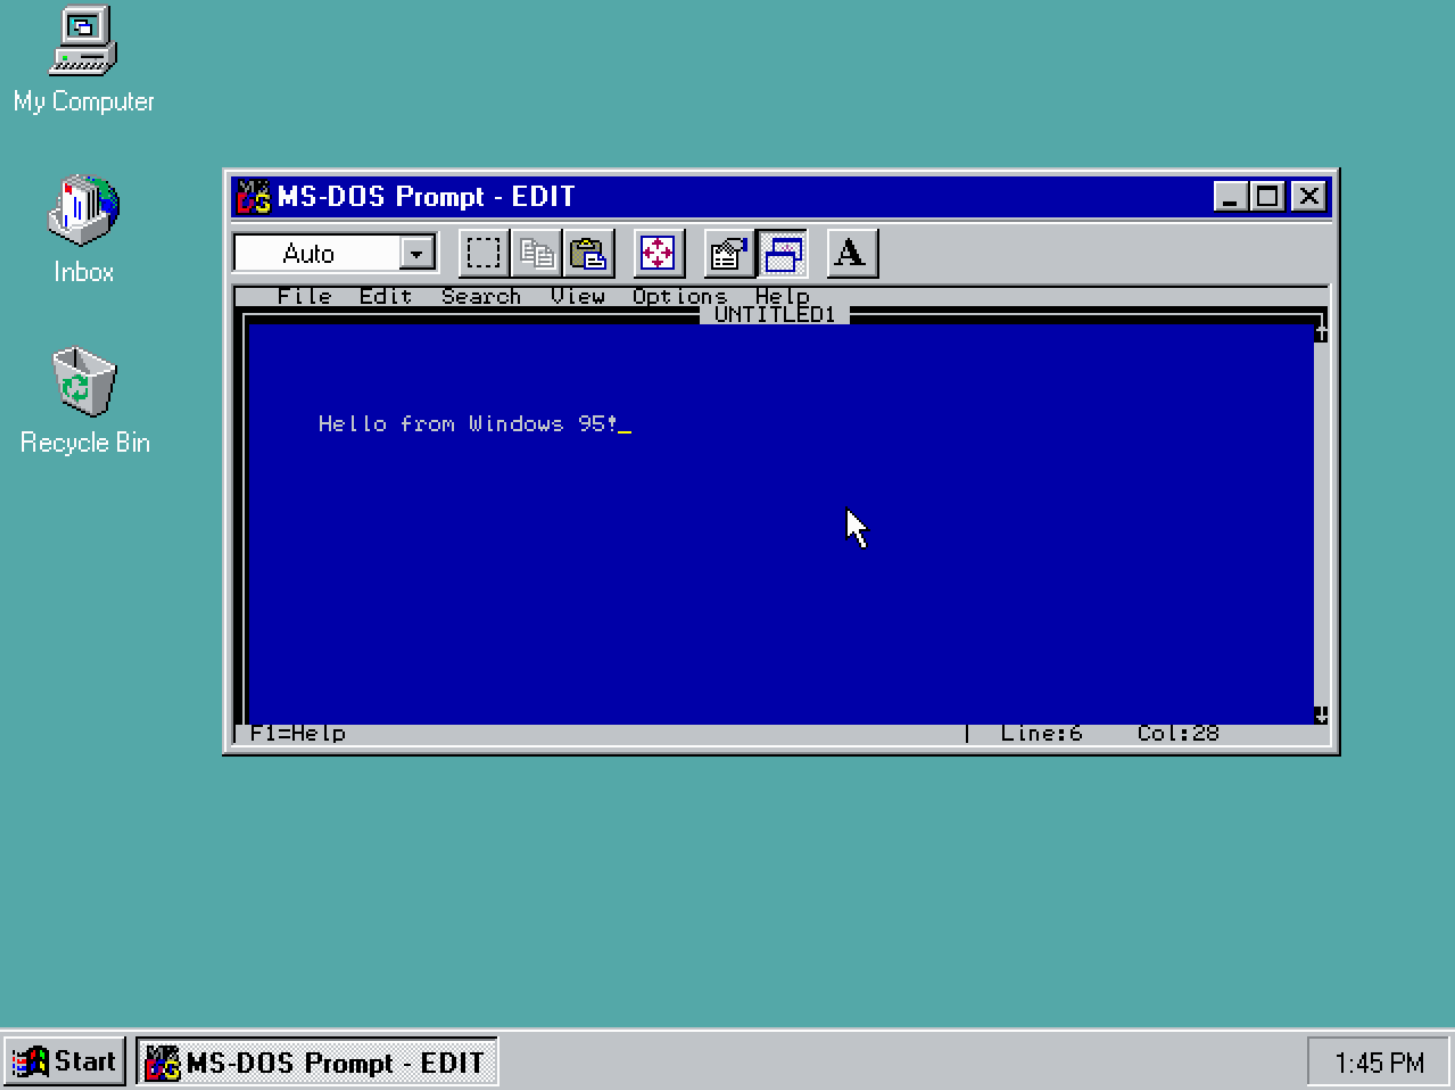 My Computer
Inbox
Recycle Bin
MS-DOS Prompt - EDIT
Auto
A
File Edit Search View Options Help
UNTITLED1
Hello from Windows 95!_
F1=Help | Line:6 Col:28
Start
MS-DOS Prompt - EDIT
1:45 PM